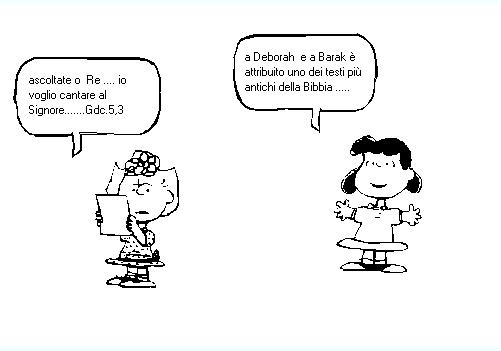 ascoltate o  Re .... io
voglio cantare al
Signore.......Gdc.5,3
a Deborah  e a Barak è
attribuito uno dei testi più
antichi della Bibbia .....